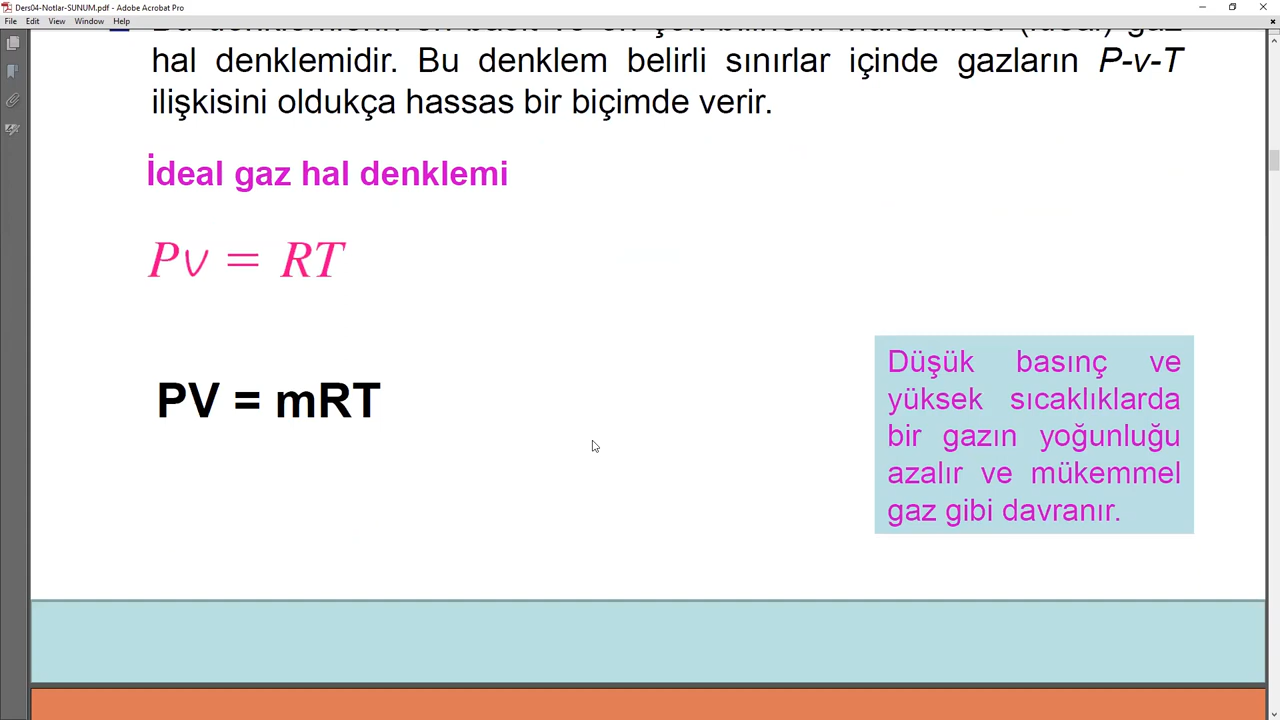 Ders04-Notlar-SUNUM.pdf - Adobe Acrobat Pro
File Edit View Window Help
hal denklemidir. Bu denklem belirli sınırlar içinde gazların P-v-T
ilişkisini oldukça hassas bir biçimde verir.
İdeal gaz hal denklemi
Pv = RT
PV = mRT
Düşük basınç ve
yüksek sıcaklıklarda
bir gazın yoğunluğu
azalır ve mükemmel
gaz gibi davranır.